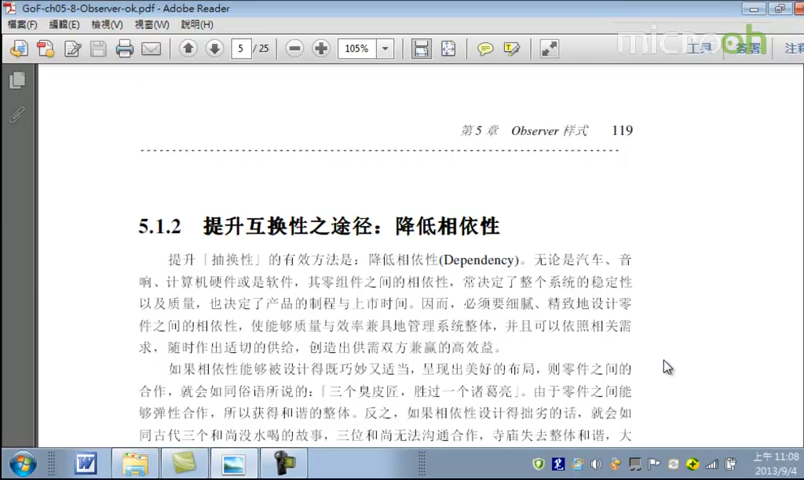 GoF-ch05-8-Observer-ok.pdf - Adobe Reader
檔案(F) 編輯(E) 檢視(V) 視窗(W) 說明(H)
5 / 25 105% 工具 簽署 注釋
microoh
第 5 章 Observer 样式 119
5.1.2 提升互换性之途径：降低相依性
提升「抽换性」的有效方法是：降低相依性(Dependency)。无论是汽车、音
响、计算机硬件或是软件，其零组件之间的相依性，常决定了整个系统的稳定性
以及质量，也决定了产品的制程与上市时间。因而，必须要细腻、精致地设计零
件之间的相依性，使能够质量与效率兼具地管理系统整体，并且可以依照相关需
求，随时作出适切的供给，创造出供需双方兼赢的高效益。
如果相依性能够被设计得既巧妙又适当，呈现出美好的布局，则零件之间的
合作，就会如同俗语所说的：「三个臭皮匠，胜过一个诸葛亮」。由于零件之间能
够弹性合作，所以获得和谐的整体。反之，如果相依性设计得拙劣的话，就会如
同古代三个和尚没水喝的故事，三位和尚无法沟通合作，寺庙失去整体和谐，大
上午 11:08
2013/9/4